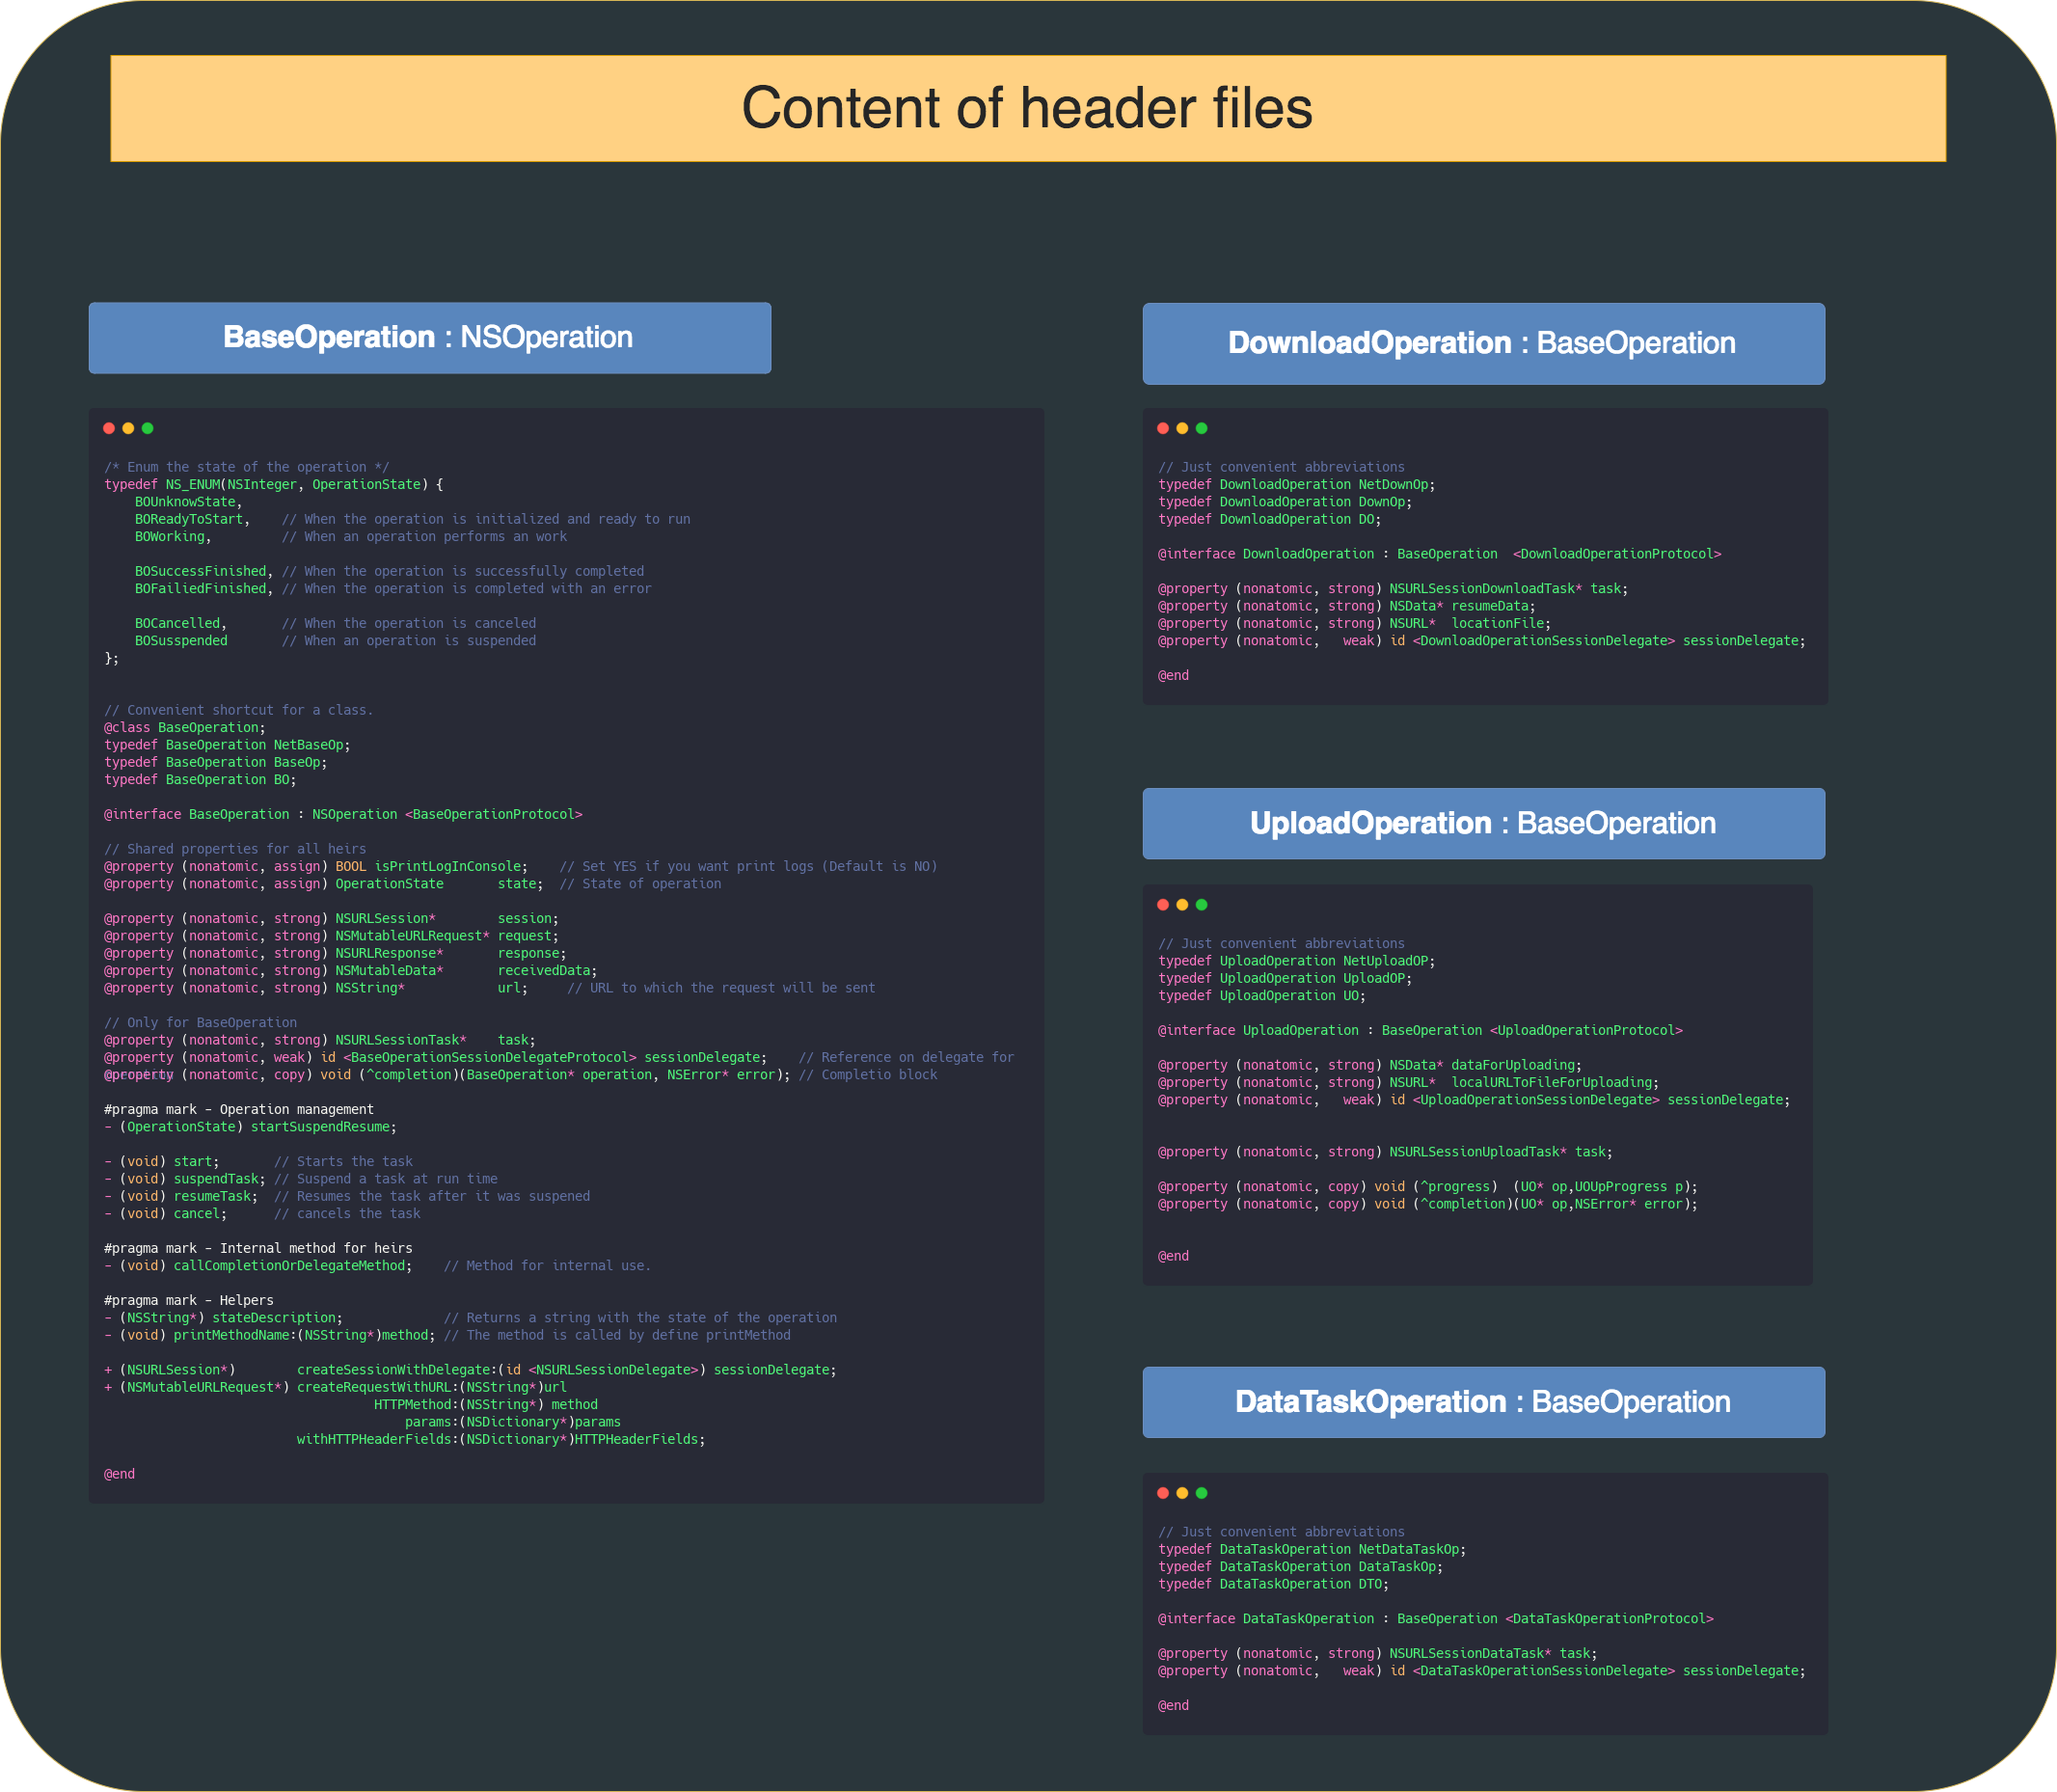 Content of header files
BaseOperation : NSOperation
/* Enum the state of the operation */
typedef NS_ENUM(NSInteger, OperationState) {
    BOUnknowState,
    BOReadyToStart,    // When the operation is initialized and ready to run
    BOWorking,         // When an operation performs an work
    BOSuccessFinished, // When the operation is successfully completed
    BOFailiedFinished, // When the operation is completed with an error
    BOCancelled,       // When the operation is canceled
    BOSusspended       // When an operation is suspended
};
// Convenient shortcut for a class.
@class BaseOperation;
typedef BaseOperation NetBaseOp;
typedef BaseOperation BaseOp;
typedef BaseOperation BO;
@interface BaseOperation : NSOperation <BaseOperationProtocol>
// Shared properties for all heirs
@property (nonatomic, assign) BOOL isPrintLogInConsole;    // Set YES if you want print logs (Default is NO)
@property (nonatomic, assign) OperationState       state;  // State of operation
@property (nonatomic, strong) NSURLSession*        session;
@property (nonatomic, strong) NSMutableURLRequest* request;
@property (nonatomic, strong) NSURLResponse*       response;
@property (nonatomic, strong) NSMutableData*       receivedData;
@property (nonatomic, strong) NSString*            url;     // URL to which the request will be sent
// Only for BaseOperation
@property (nonatomic, strong) NSURLSessionTask*    task;
@property (nonatomic, weak) id <BaseOperationSessionDelegateProtocol> sessionDelegate;    // Reference on delegate for
@property (nonatomic, copy) void (^completion)(BaseOperation* operation, NSError* error); // Completio block
#pragma mark - Operation management
- (OperationState) startSuspendResume;
- (void) start;       // Starts the task
- (void) suspendTask; // Suspend a task at run time
- (void) resumeTask;  // Resumes the task after it was suspened
- (void) cancel;      // cancels the task
#pragma mark - Internal method for heirs
- (void) callCompletionOrDelegateMethod;    // Method for internal use.
#pragma mark - Helpers
- (NSString*) stateDescription;             // Returns a string with the state of the operation
- (void) printMethodName:(NSString*)method; // The method is called by define printMethod
+ (NSURLSession*)        createSessionWithDelegate:(id <NSURLSessionDelegate>) sessionDelegate;
+ (NSMutableURLRequest*) createRequestWithURL:(NSString*)url
                                   HTTPMethod:(NSString*) method
                                       params:(NSDictionary*)params
                         withHTTPHeaderFields:(NSDictionary*)HTTPHeaderFields;
@end
DownloadOperation : BaseOperation
// Just convenient abbreviations
typedef DownloadOperation NetDownOp;
typedef DownloadOperation DownOp;
typedef DownloadOperation DO;
@interface DownloadOperation : BaseOperation  <DownloadOperationProtocol>
@property (nonatomic, strong) NSURLSessionDownloadTask* task;
@property (nonatomic, strong) NSData* resumeData;
@property (nonatomic, strong) NSURL*  locationFile;
@property (nonatomic,   weak) id <DownloadOperationSessionDelegate> sessionDelegate;
@end
UploadOperation : BaseOperation
// Just convenient abbreviations
typedef UploadOperation NetUploadOP;
typedef UploadOperation UploadOP;
typedef UploadOperation UO;
@interface UploadOperation : BaseOperation <UploadOperationProtocol>
@property (nonatomic, strong) NSData* dataForUploading;
@property (nonatomic, strong) NSURL*  localURLToFileForUploading;
@property (nonatomic,   weak) id <UploadOperationSessionDelegate> sessionDelegate;
@property (nonatomic, strong) NSURLSessionUploadTask* task;
@property (nonatomic, copy) void (^progress)  (UO* op,UOUpProgress p);
@property (nonatomic, copy) void (^completion)(UO* op,NSError* error);
@end
DataTaskOperation : BaseOperation
// Just convenient abbreviations
typedef DataTaskOperation NetDataTaskOp;
typedef DataTaskOperation DataTaskOp;
typedef DataTaskOperation DTO;
@interface DataTaskOperation : BaseOperation <DataTaskOperationProtocol>
@property (nonatomic, strong) NSURLSessionDataTask* task;
@property (nonatomic,   weak) id <DataTaskOperationSessionDelegate> sessionDelegate;
@end